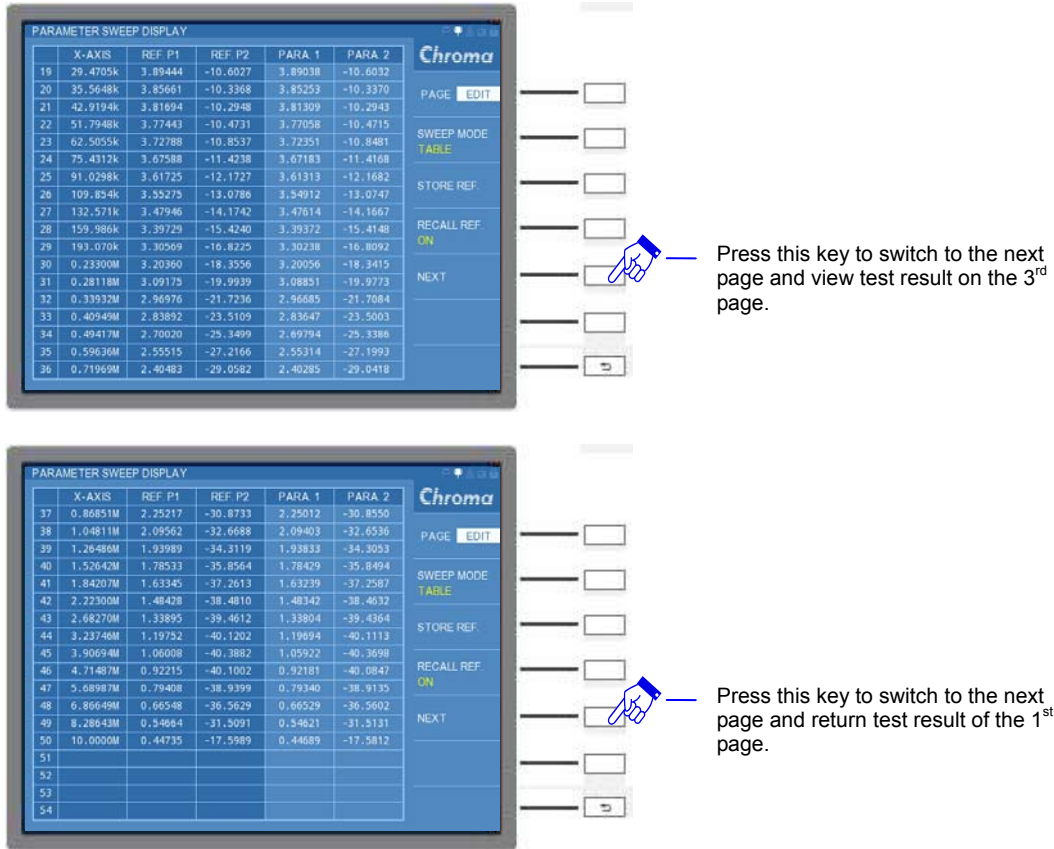 PARAMETER SWEEP DISPLAY
X-AXIS REF. P1 REF. P2 PARA. 1 PARA. 2
19 29.4705k 3.89444 -10.6027 3.89038 -10.6032
20 35.5648k 3.85661 -10.3368 3.85253 -10.3370
21 42.9194k 3.81694 -10.2948 3.81309 -10.2943
22 51.7948k 3.77443 -10.4731 3.77058 -10.4715
23 62.5055k 3.72788 -10.8537 3.72351 -10.8481
24 75.4312k 3.67588 -11.4238 3.67183 -11.4168
25 91.0298k 3.61725 -12.1727 3.61313 -12.1682
26 109.854k 3.55275 -13.0786 3.54912 -13.0747
27 132.571k 3.47946 -14.1742 3.47614 -14.1667
28 159.986k 3.39729 -15.4240 3.39372 -15.4148
29 193.070k 3.30569 -16.8225 3.30238 -16.8092
30 0.23300M 3.20360 -18.3556 3.20056 -18.3415
31 0.28118M 3.09175 -19.9939 3.08851 -19.9773
32 0.33932M 2.96976 -21.7236 2.96685 -21.7084
33 0.40949M 2.83892 -23.5109 2.83647 -23.5003
34 0.49417M 2.70020 -25.3499 2.69794 -25.3386
35 0.59636M 2.55515 -27.2166 2.55314 -27.1993
36 0.71969M 2.40483 -29.0582 2.40285 -29.0418
Chroma
PAGE EDIT
SWEEP MODE
TABLE
STORE REF.
RECALL REF.
ON
NEXT
Press this key to switch to the next
page and view test result on the 3rd
page.
PARAMETER SWEEP DISPLAY
X-AXIS REF. P1 REF. P2 PARA. 1 PARA. 2
37 0.86851M 2.25217 -30.8733 2.25012 -30.8550
38 1.04811M 2.09562 -32.6688 2.09403 -32.6536
39 1.26486M 1.93989 -34.3119 1.93833 -34.3053
40 1.52642M 1.78533 -35.8564 1.78429 -35.8494
41 1.84207M 1.63345 -37.2613 1.63239 -37.2587
42 2.22300M 1.48428 -38.4810 1.48342 -38.4632
43 2.68270M 1.33895 -39.4612 1.33804 -39.4364
44 3.23746M 1.19752 -40.1202 1.19694 -40.1113
45 3.90694M 1.06008 -40.3882 1.05922 -40.3698
46 4.71487M 0.92215 -40.1002 0.92181 -40.0847
47 5.68987M 0.79408 -38.9399 0.79340 -38.9135
48 6.86649M 0.66548 -36.5629 0.66529 -36.5602
49 8.28643M 0.54664 -31.5091 0.54621 -31.5131
50 10.0000M 0.44735 -17.5989 0.44689 -17.5812
51
52
53
54
Chroma
PAGE EDIT
SWEEP MODE
TABLE
STORE REF.
RECALL REF.
ON
NEXT
Press this key to switch to the next
page and return test result of the 1st
page.